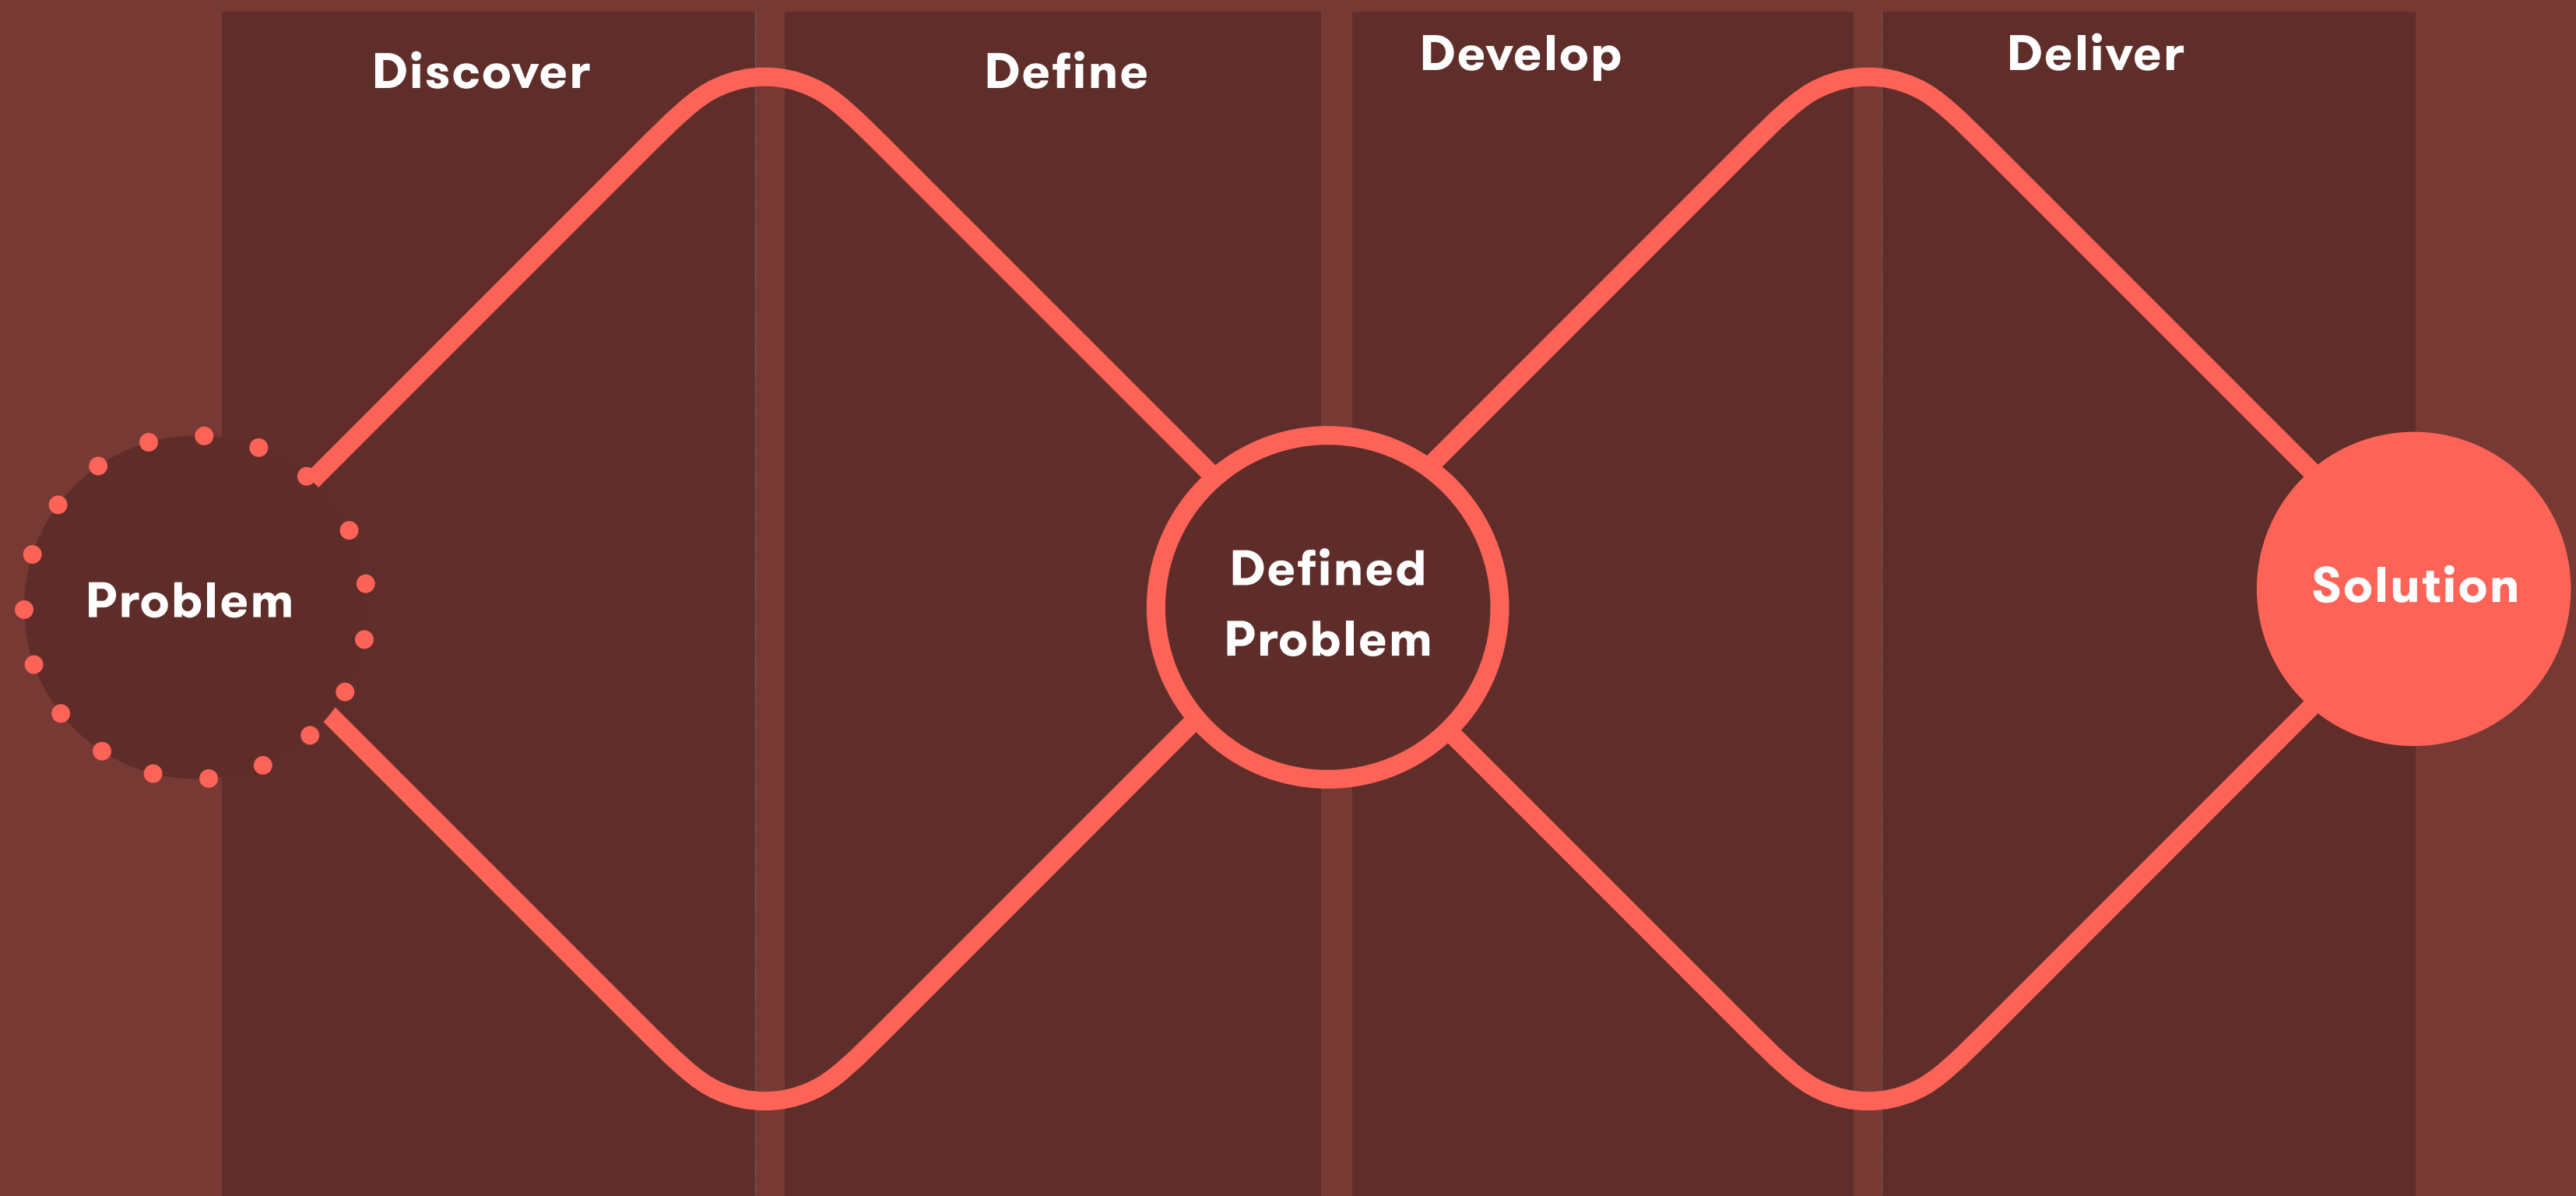 Discover
Define
Develop
Deliver
Problem
Defined
Problem
Solution